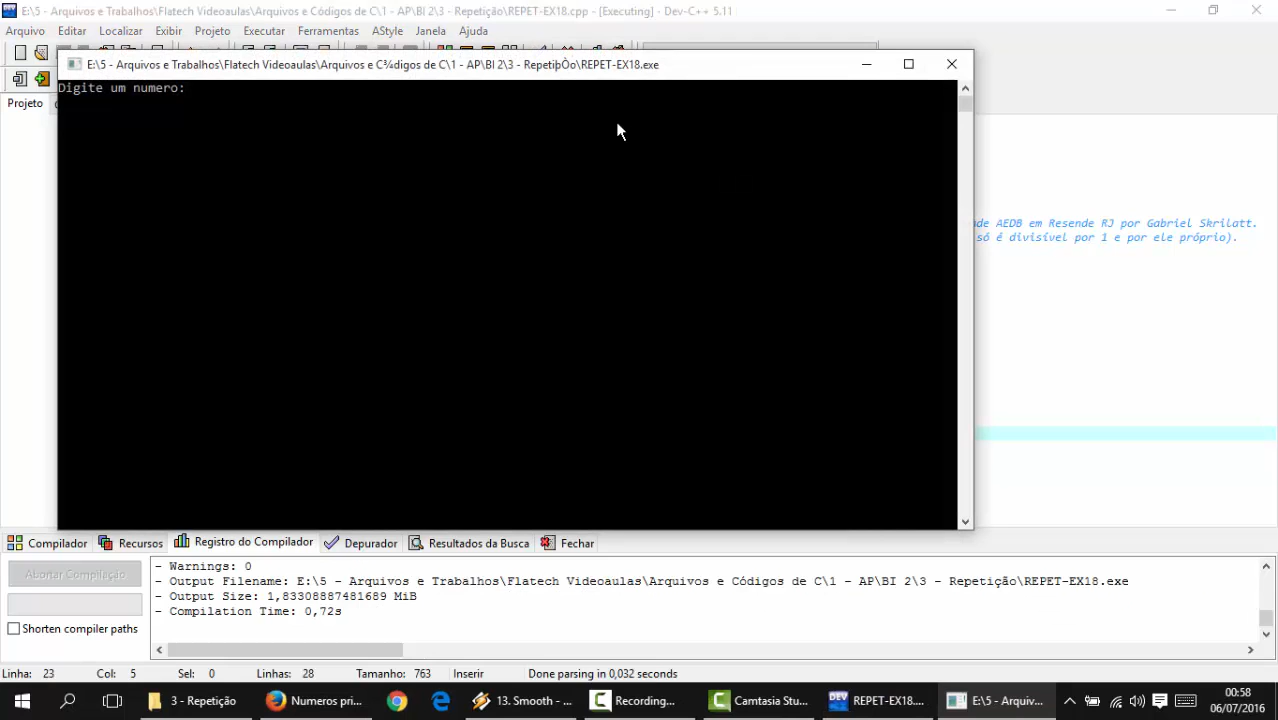 E:\5 - Arquivos e Trabalhos\Flatech Videoaulas\Arquivos e Códigos de C\1 - AP\BI 2\3 - Repetição\REPET-EX18.cpp - [Executing] - Dev-C++ 5.11
Arquivo Editar Localizar Exibir Projeto Executar Ferramentas AStyle Janela Ajuda
E:\5 - Arquivos e Trabalhos\Flatech Videoaulas\Arquivos e C¾digos de C\1 - AP\BI 2\3 - RepetiþÒo\REPET-EX18.exe
Digite um numero:
Projeto
AEDB em Resende RJ por Gabriel Skrilatt.
só é divisível por 1 e por ele próprio).
Compilador Recursos Registro do Compilador Depurador Resultados da Busca Fechar
Abortar Compilação
Shorten compiler paths
- Warnings: 0
- Output Filename: E:\5 - Arquivos e Trabalhos\Flatech Videoaulas\Arquivos e Códigos de C\1 - AP\BI 2\3 - Repetição\REPET-EX18.exe
- Output Size: 1,83308887481689 MiB
- Compilation Time: 0,72s
Linha: 23 Col: 5 Sel: 0 Linhas: 28 Tamanho: 763 Inserir Done parsing in 0,032 seconds
3 - Repetição Numeros pri... 13. Smooth - ... Recording... Camtasia Stu... DEV REPET-EX18.... E:\5 - Arquiv...
00:58
06/07/2016